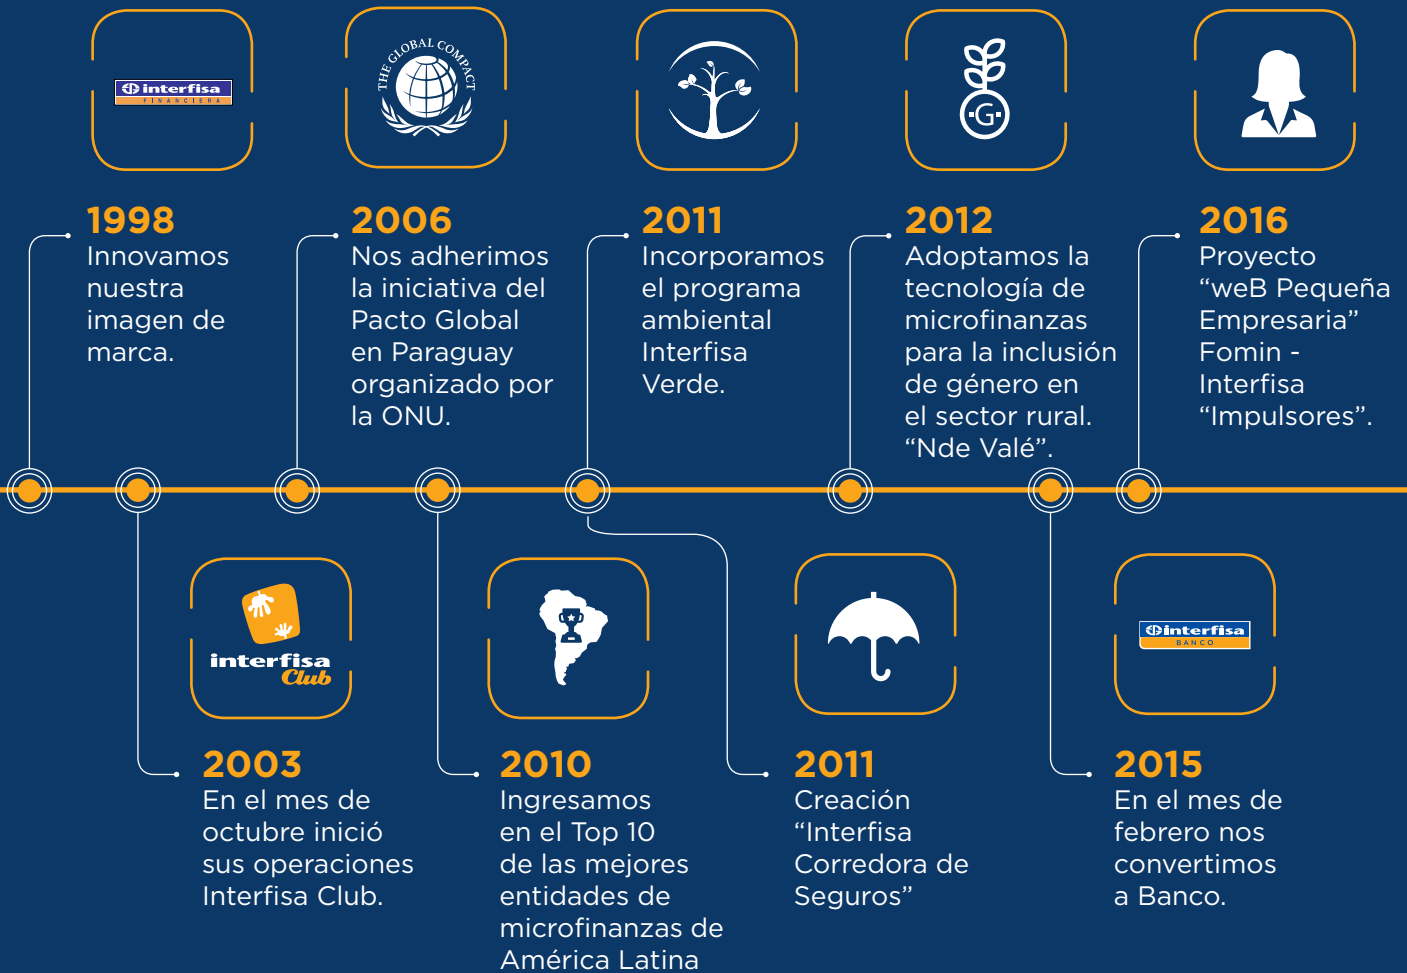 interfisa
FINANCIERA
THE GLOBAL COMPACT
·G·
1998
Innovamos
nuestra
imagen de
marca.
2006
Nos adherimos
la iniciativa del
Pacto Global
en Paraguay
organizado por
la ONU.
2011
Incorporamos
el programa
ambiental
Interfisa
Verde.
2012
Adoptamos la
tecnología de
microfinanzas
para la inclusión
de género en
el sector rural.
“Nde Valé”.
2016
Proyecto
“weB Pequeña
Empresaria”
Fomin -
Interfisa
“Impulsores”.
interfisa
Club
interfisa
BANCO
2003
En el mes de
octubre inició
sus operaciones
Interfisa Club.
2010
Ingresamos
en el Top 10
de las mejores
entidades de
microfinanzas de
América Latina
2011
Creación
“Interfisa
Corredora de
Seguros”
2015
En el mes de
febrero nos
convertimos
a Banco.